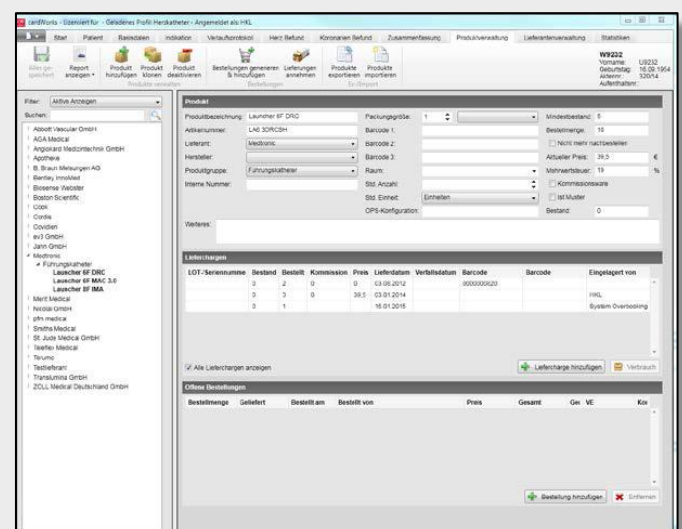 cardWorks - Lizensiert für - Geladenes Profil: Herzkatheter - Angemeldet als HKL
Start Patient Basisdaten Indikation Verlaufsprotokoll Herz Befund Koronarien Befund Zusammenfassung Produktverwaltung Lieferantenverwaltung Statistiken
Report anzeigen
Produkt hinzufügen
Produkt klonen
Produkt deaktivieren
Bestellungen generieren & hinzufügen
Lieferungen annehmen
Produkte exportieren
Produkte importieren
Produkte verwalten Bestellungen
W9232
Vorname: U9232
Geburtstag: 16.09.1954
Aktennr.: 320/14
Aufenthaltsnr.:
Filter: Aktive Anzeigen
Suchen:
Abbott Vascular GmbH
AGA Medical
Angiokard Medizintechnik GmbH
Apotheke
B. Braun Melsungen AG
Bentley InnoMed
Biosense Webster
Boston Scientific
Cook
Cordis
Covidien
ev3 GmbH
Jann GmbH
Medtronic
Führungskatheter
Launcher 6F DRC
Launcher 6F MAC 3.0
Launcher 8F IMA
Merit Medical
Nicolai GmbH
pfm medical
Smiths Medical
St. Jude Medical GmbH
Teleflex Medical
Terumo
Testlieferant
Translumina GmbH
ZOLL Medical Deutschland GmbH
Produkt
Produktbezeichnung: Launcher 6F DRC Packungsgröße: 1 Mindestbestand: 5
Artikelnummer: LA6 3DRCSH Barcode 1: Bestellmenge: 10
Lieferant: Medtronic Barcode 2: Nicht mehr nachbestellen
Hersteller: Barcode 3: Aktueller Preis: 39,5 €
Produktgruppe: Führungskatheter Raum: Mehrwertsteuer: 19 %
Interne Nummer: Std. Anzahl: Kommissionsware
Std. Einheit: Einheiten Ist Muster
OPS-Konfiguration: Bestand: 0
Weiteres:
Lieferchargen
LOT-/Seriennummer Bestand Bestellt Kommission Preis Lieferdatum Verfallsdatum Barcode Barcode Eingelagert von
0 2 0 0 03.08.2012 0000000820
0 3 0 39,5 03.01.2014 HKL
0 1 16.01.2015 System Overbooking
Alle Lieferchargen anzeigen Liefercharge hinzufügen Verbrauch
Offene Bestellungen
Bestellmenge Geliefert Bestellt am Bestellt von Preis Gesamt VE
Bestellung hinzufügen Entfernen